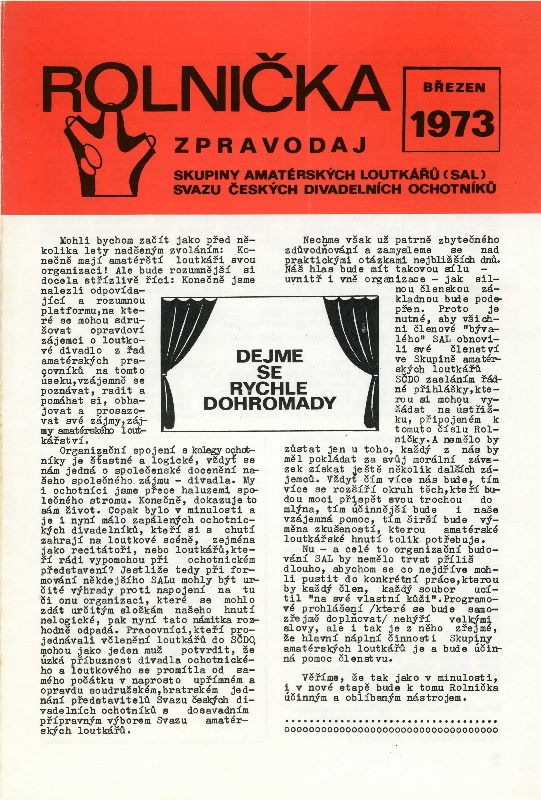 ROLNIČKA
BŘEZEN
1973
ZPRAVODAJ
SKUPINY AMATÉRSKÝCH LOUTKÁŘŮ (SAL)
SVAZU ČESKÝCH DIVADELNÍCH OCHOTNÍKŮ
Mohli bychom začít jako před ně-
kolika lety nadšeným zvoláním: Ko-
nečně mají amatérští loutkáři svou
organizaci! Ale bude rozumnější si
docela střízlivě říci: Konečně jsme
nalezli odpovída-
jící a rozumnou
platformu,na kte-
ré se mohou sdru-
žovat opravdoví
zájemci o loutko-
vé divadlo z řad
amatérských pra-
covníků na tomto
úseku,vzájemně se
poznávat, radit a
pomáhat si, obha-
jovat a prosazo-
vat své zájmy,záj-
my amatérského lout-
kářství.
Organizační spojení s kolegy ochot-
níky je šťastné a logické, vždyť se
nám jedná o společenské docenění na-
šeho společného zájmu - divadla. My
i ochotníci jsme přece haluzemi spo-
lečného stromu. Konečně, dokazuje to
sám život. Copak bylo v minulosti a
je i nyní málo zapálených ochotnic-
kých divadelníků, kteří si s chutí
zahrají na loutkové scéně, zejména
jako recitátoři, nebo loutkářů,kte-
ří rádi vypomohou při ochotnickém
představení? Jestliže tedy při for-
mování někdejšího SALu mohly být ur-
čité výhrady proti napojení na tu
či onu organizaci, které se mohlo
zdát určitým složkám našeho hnutí
nelogické, pak nyní tato námitka roz-
hodně odpadá. Pracovníci,kteří pro-
jednávali včlenění loutkářů do SČDO,
mohou jako jeden muž potvrdit, že
úzká příbuznost divadla ochotnické-
ho a loutkového se promítla od sa-
mého počátku v naprosto upřímném a
opravdu soudružském,bratrském jed-
nání představitelů Svazu českých di-
vadelních ochotníků s dosavadním
přípravným výborem Svazu amatér-
ských loutkářů.
DEJME
SE
RYCHLE
DOHROMADY
Nechme však už patrně zbytečného
zdůvodňování a zamysleme se nad
praktickými otázkami nejbližších dnů.
Náš hlas bude mít takovou sílu -
uvnitř i vně organizace - jak sil-
nou členskou zá-
kladnou bude pode-
přen. Proto je
nutné, aby všich-
ni členové "býva-
lého" SAL obnovi-
li své členství
ve Skupině amatér-
ských loutkářů
SČDO zasláním řád-
né přihlášky,kte-
rou si mohou vy-
žádat na ústřiž-
ku, připojeném k
tomuto číslu Rol-
ničky.A nemělo by
zůstat jen u toho, každý z nás by
měl pokládat za svůj morální záva-
zek získat ještě několik dalších zá-
jemců. Vždyť čím více nás bude, tím
více se rozšíří okruh těch,kteří bu-
dou moci přispět svou trochou do
mlýna, tím účinnější bude i naše
vzájemná pomoc, tím širší bude vý-
měna zkušeností, kterou amatérské
loutkářské hnutí tolik potřebuje.
Nu - a celé to organizační budo-
vání SAL by nemělo trvat příliš
dlouho, abychom se co nejdříve moh-
li pustit do konkrétní práce,kterou
by každý člen, každý soubor ucí-
til "na své vlastní kůži".Programo-
vé prohlášení /které se bude samo-
zřejmě doplňovat/ nehýří velkými
slovy, ale i tak je z něho zřejmé,
že hlavní náplní činnosti Skupiny
amatérských loutkářů je a bude účin-
ná pomoc členstvu.
Věříme, že tak jako v minulosti,
i v nové etapě bude k tomu Rolnička
účinným a oblíbeným nástrojem.